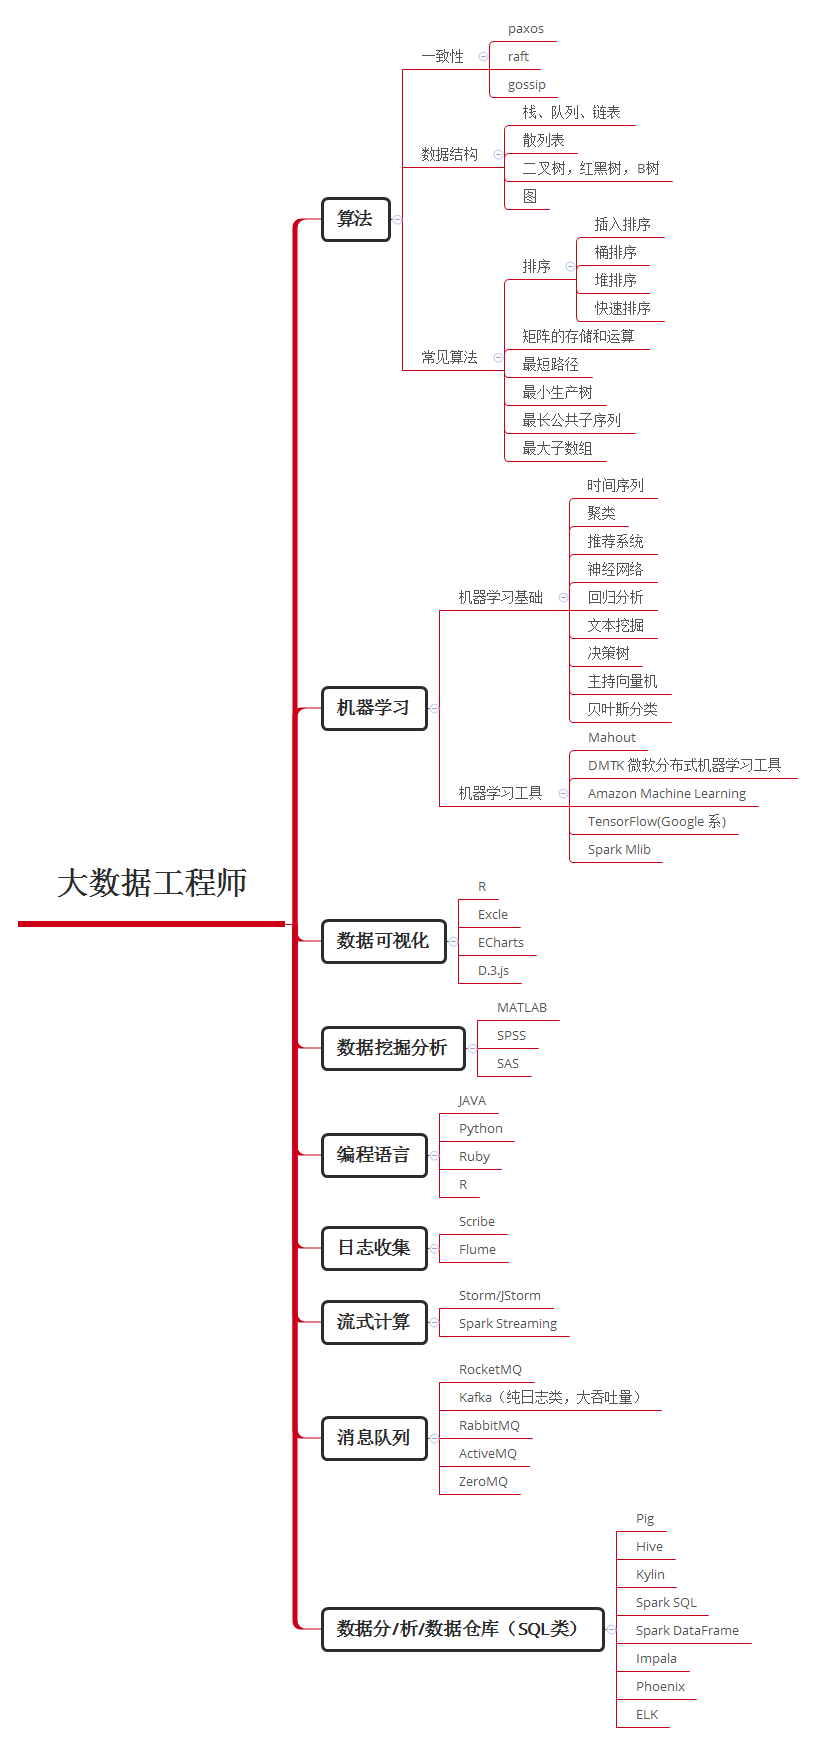 大数据工程师
算法
一致性
paxos
raft
gossip
数据结构
栈、队列、链表
散列表
二叉树，红黑树，B树
图
常见算法
排序
插入排序
桶排序
堆排序
快速排序
矩阵的存储和运算
最短路径
最小生产树
最长公共子序列
最大子数组
机器学习
机器学习基础
时间序列
聚类
推荐系统
神经网络
回归分析
文本挖掘
决策树
主持向量机
贝叶斯分类
机器学习工具
Mahout
DMTK 微软分布式机器学习工具
Amazon Machine Learning
TensorFlow(Google 系)
Spark Mlib
数据可视化
R
Excle
ECharts
D.3.js
数据挖掘分析
MATLAB
SPSS
SAS
编程语言
JAVA
Python
Ruby
R
日志收集
Scribe
Flume
流式计算
Storm/JStorm
Spark Streaming
消息队列
RocketMQ
Kafka（纯日志类，大吞吐量）
RabbitMQ
ActiveMQ
ZeroMQ
数据分/析/数据仓库（SQL类）
Pig
Hive
Kylin
Spark SQL
Spark DataFrame
Impala
Phoenix
ELK